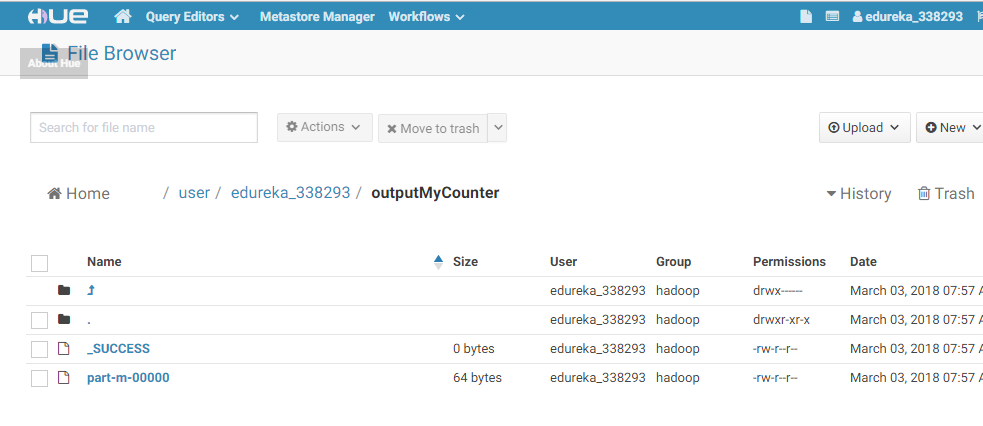 HUE Query Editors Metastore Manager Workflows edureka_338293
File Browser
About Hue
Search for file name Actions Move to trash Upload New
Home / user / edureka_338293 / outputMyCounter History Trash
Name Size User Group Permissions Date
edureka_338293 hadoop drwx------ March 03, 2018 07:57 A
. edureka_338293 hadoop drwxr-xr-x March 03, 2018 07:57 A
_SUCCESS 0 bytes edureka_338293 hadoop -rw-r--r-- March 03, 2018 07:57 A
part-m-00000 64 bytes edureka_338293 hadoop -rw-r--r-- March 03, 2018 07:57 A